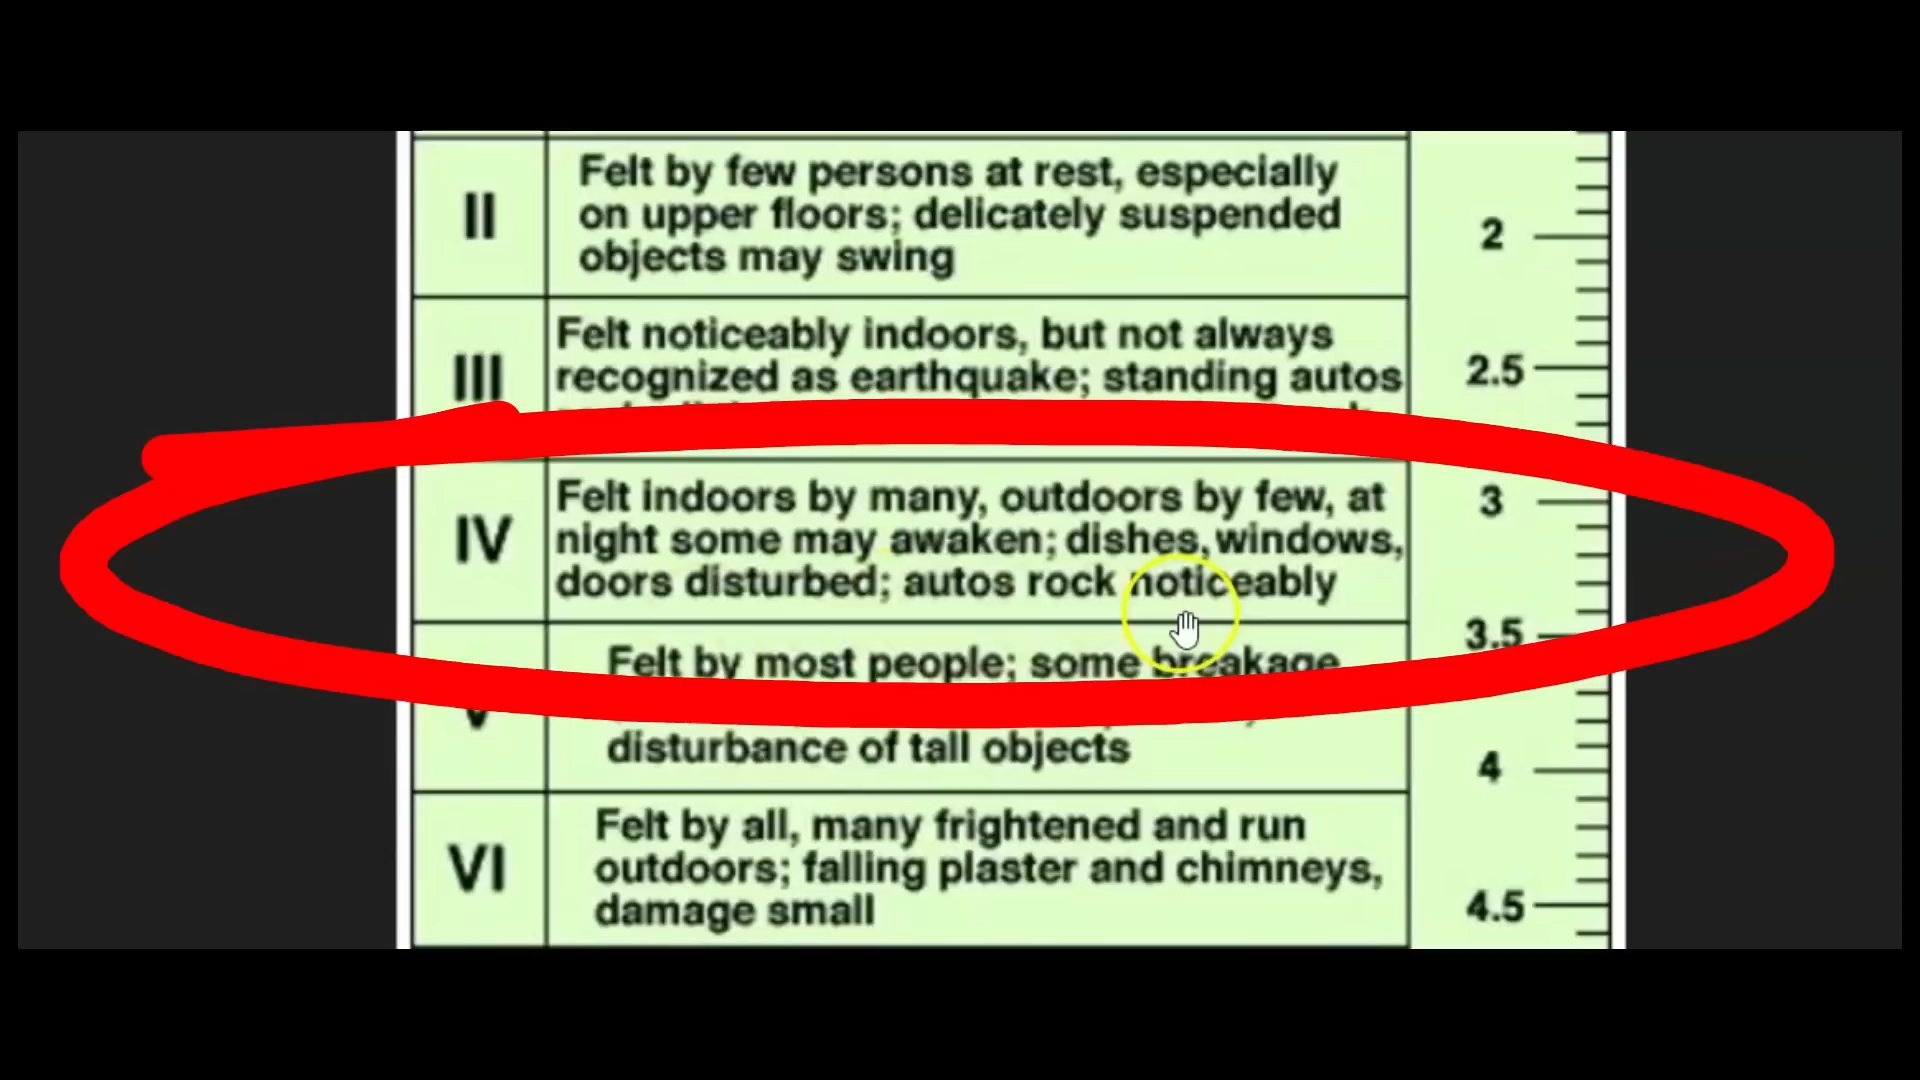 II
Felt by few persons at rest, especially
on upper floors; delicately suspended
objects may swing
2
III
Felt noticeably indoors, but not always
recognized as earthquake; standing autos
2.5
IV
Felt indoors by many, outdoors by few, at
night some may awaken; dishes, windows,
doors disturbed; autos rock noticeably
3
3.5
V
Felt by most people; some breakage
disturbance of tall objects
4
VI
Felt by all, many frightened and run
outdoors; falling plaster and chimneys,
damage small
4.5